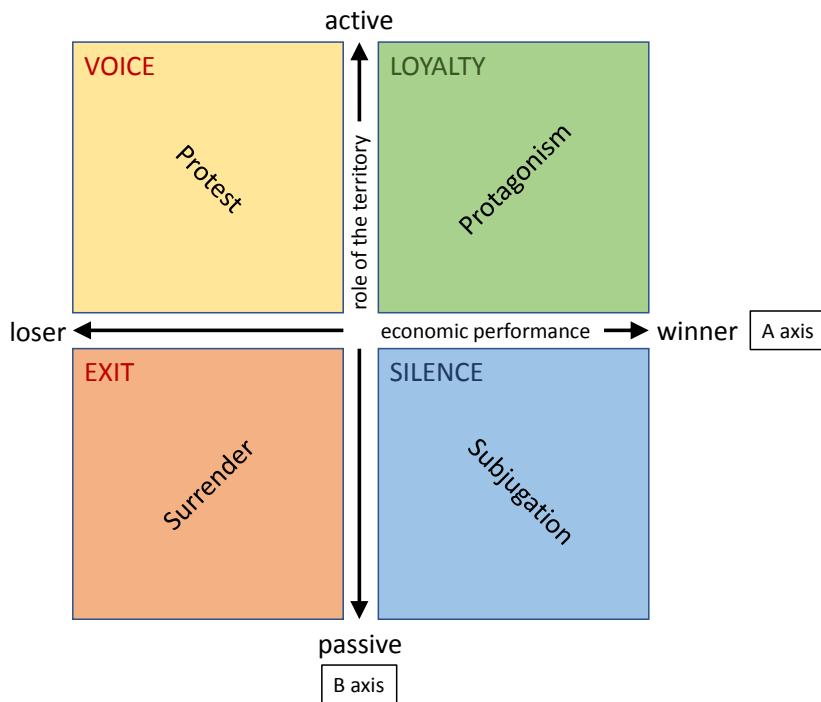 active
VOICE
LOYALTY
Protest
role of the territory
Protagonism
loser
economic performance
winner
A axis
EXIT
SILENCE
Surrender
Subjugation
passive
B axis